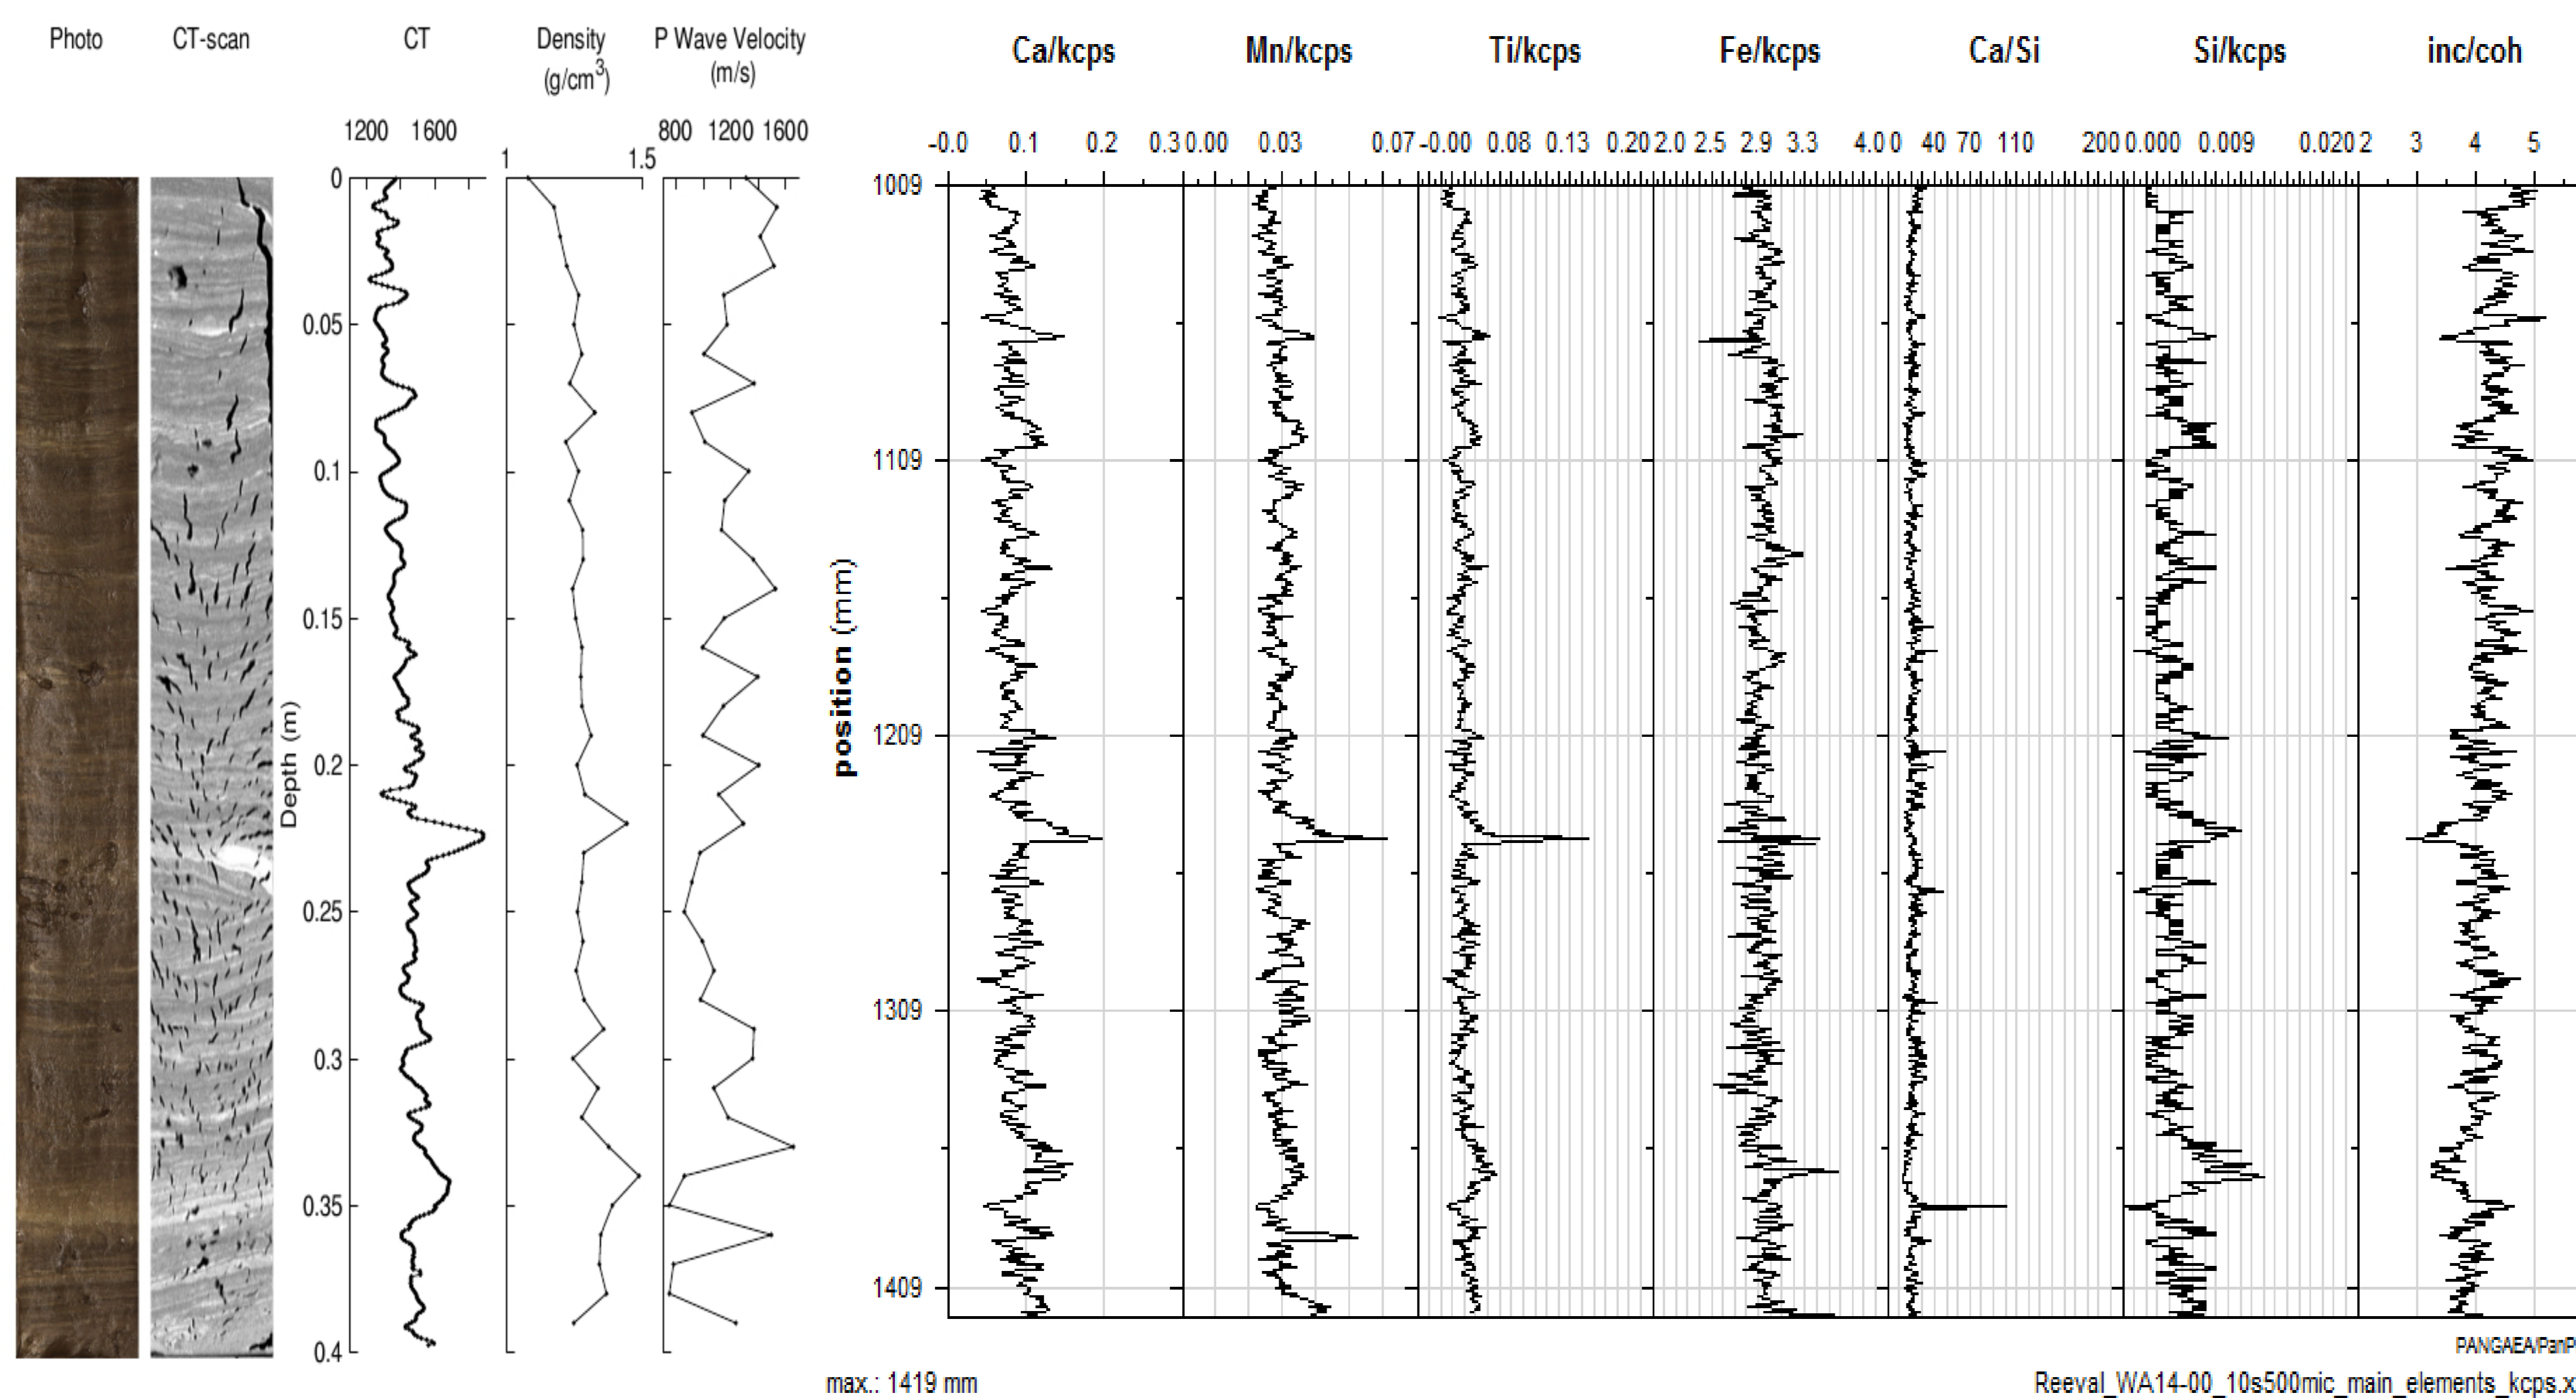 Photo CT-scan CT Density P Wave Velocity Ca/kcps Mn/kcps Ti/kcps Fe/kcps Ca/Si Si/kcps inc/coh
(g/cm3) (m/s)
1200 1600 800 1200 1600
1 1.5
-0.0 0.1 0.2 0.3 0.00 0.03 0.07 -0.00 0.08 0.13 0.20 2.0 2.5 2.9 3.3 4.0 0 40 70 110 200 0.000 0.009 0.020 2 3 4 5
0
0.05
0.1
0.15
0.2
0.25
0.3
0.35
0.4
Depth (m)
position (mm)
1009
1109
1209
1309
1409
PANGAEA/PanP
max.: 1419 mm
Reeval_WA14-00_10s500mic_main_elements_kcps.x